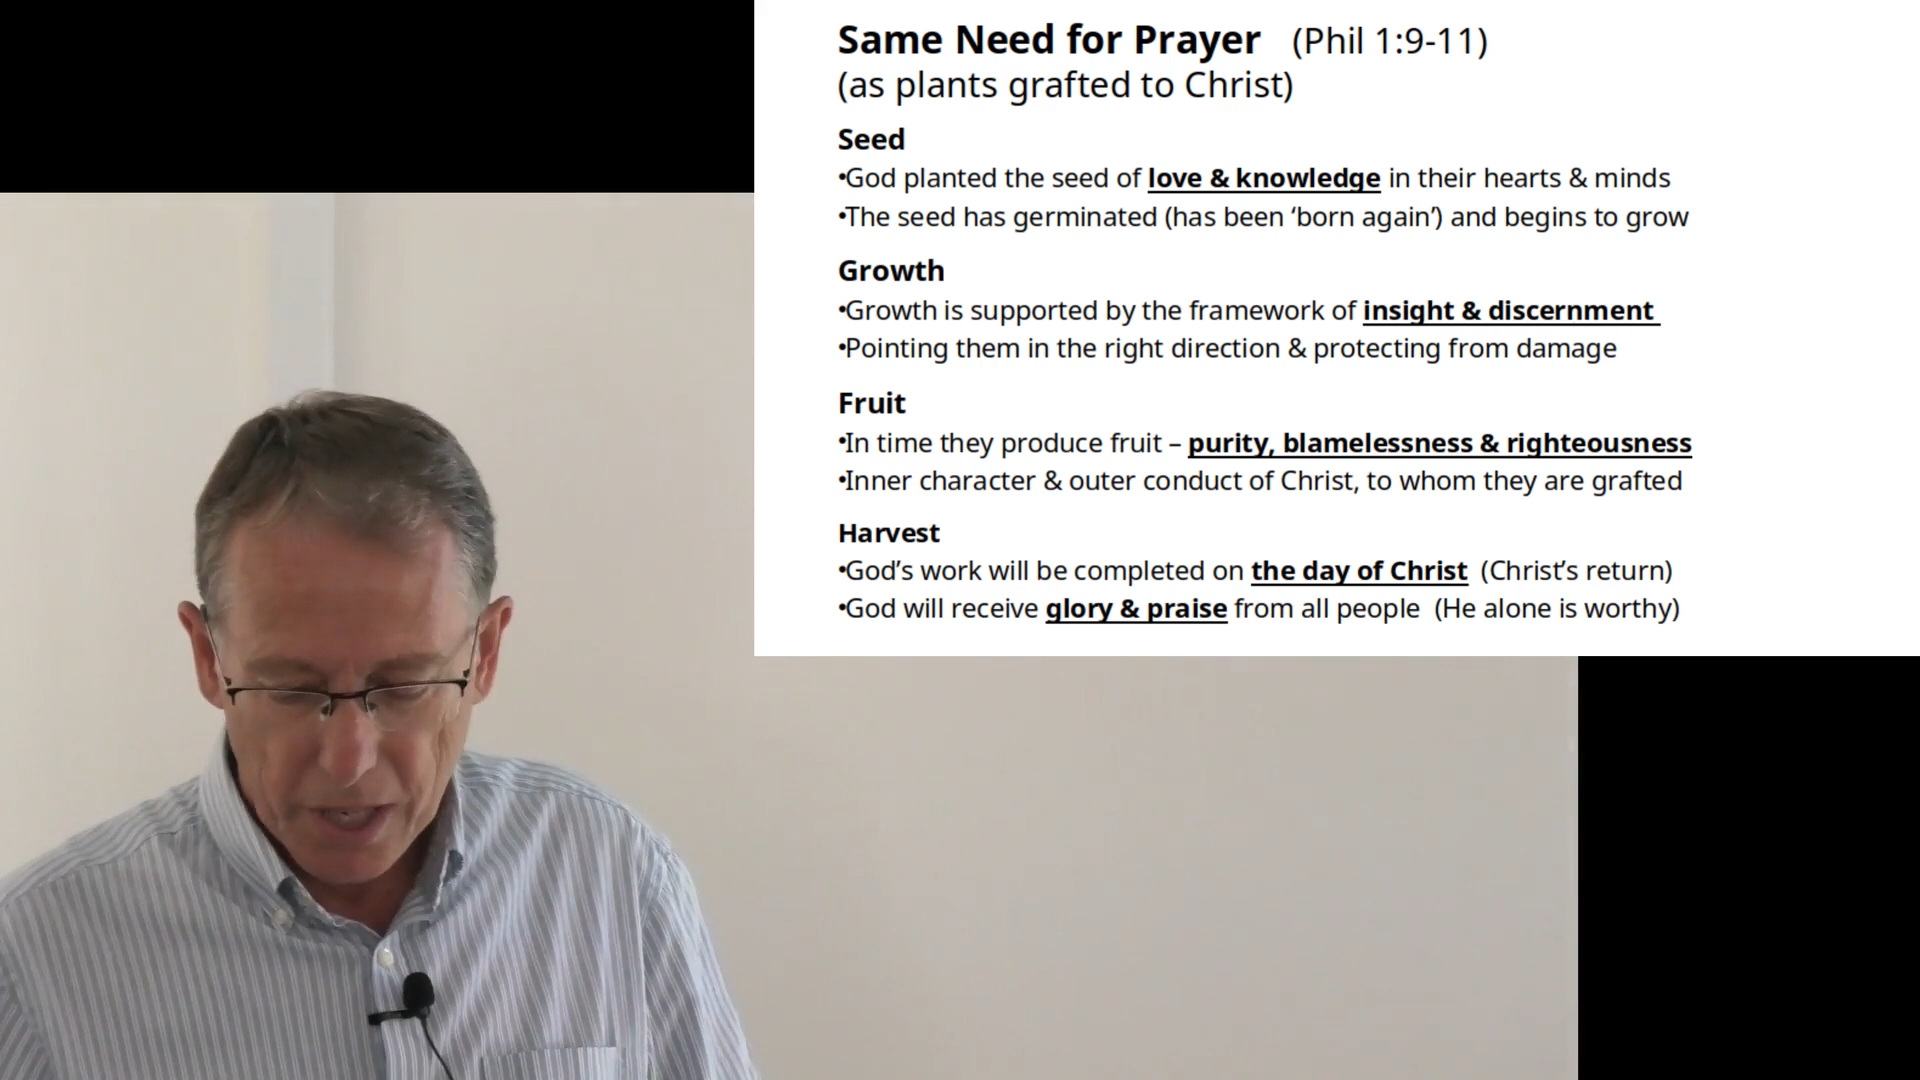 Same Need for Prayer (Phil 1:9-11)
(as plants grafted to Christ)
Seed
•God planted the seed of love & knowledge in their hearts & minds
•The seed has germinated (has been ‘born again’) and begins to grow
Growth
•Growth is supported by the framework of insight & discernment
•Pointing them in the right direction & protecting from damage
Fruit
•In time they produce fruit – purity, blamelessness & righteousness
•Inner character & outer conduct of Christ, to whom they are grafted
Harvest
•God’s work will be completed on the day of Christ (Christ’s return)
•God will receive glory & praise from all people (He alone is worthy)